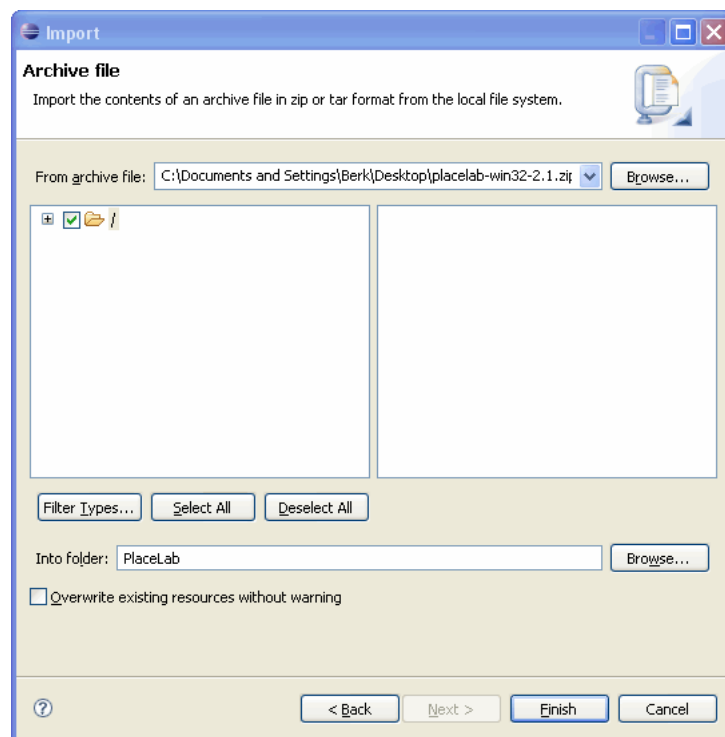 Import
Archive file
Import the contents of an archive file in zip or tar format from the local file system.
From archive file: C:\Documents and Settings\Berk\Desktop\placelab-win32-2.1.zip Browse...
/
Filter Types... Select All Deselect All
Into folder: PlaceLab Browse...
Overwrite existing resources without warning
? < Back Next > Finish Cancel